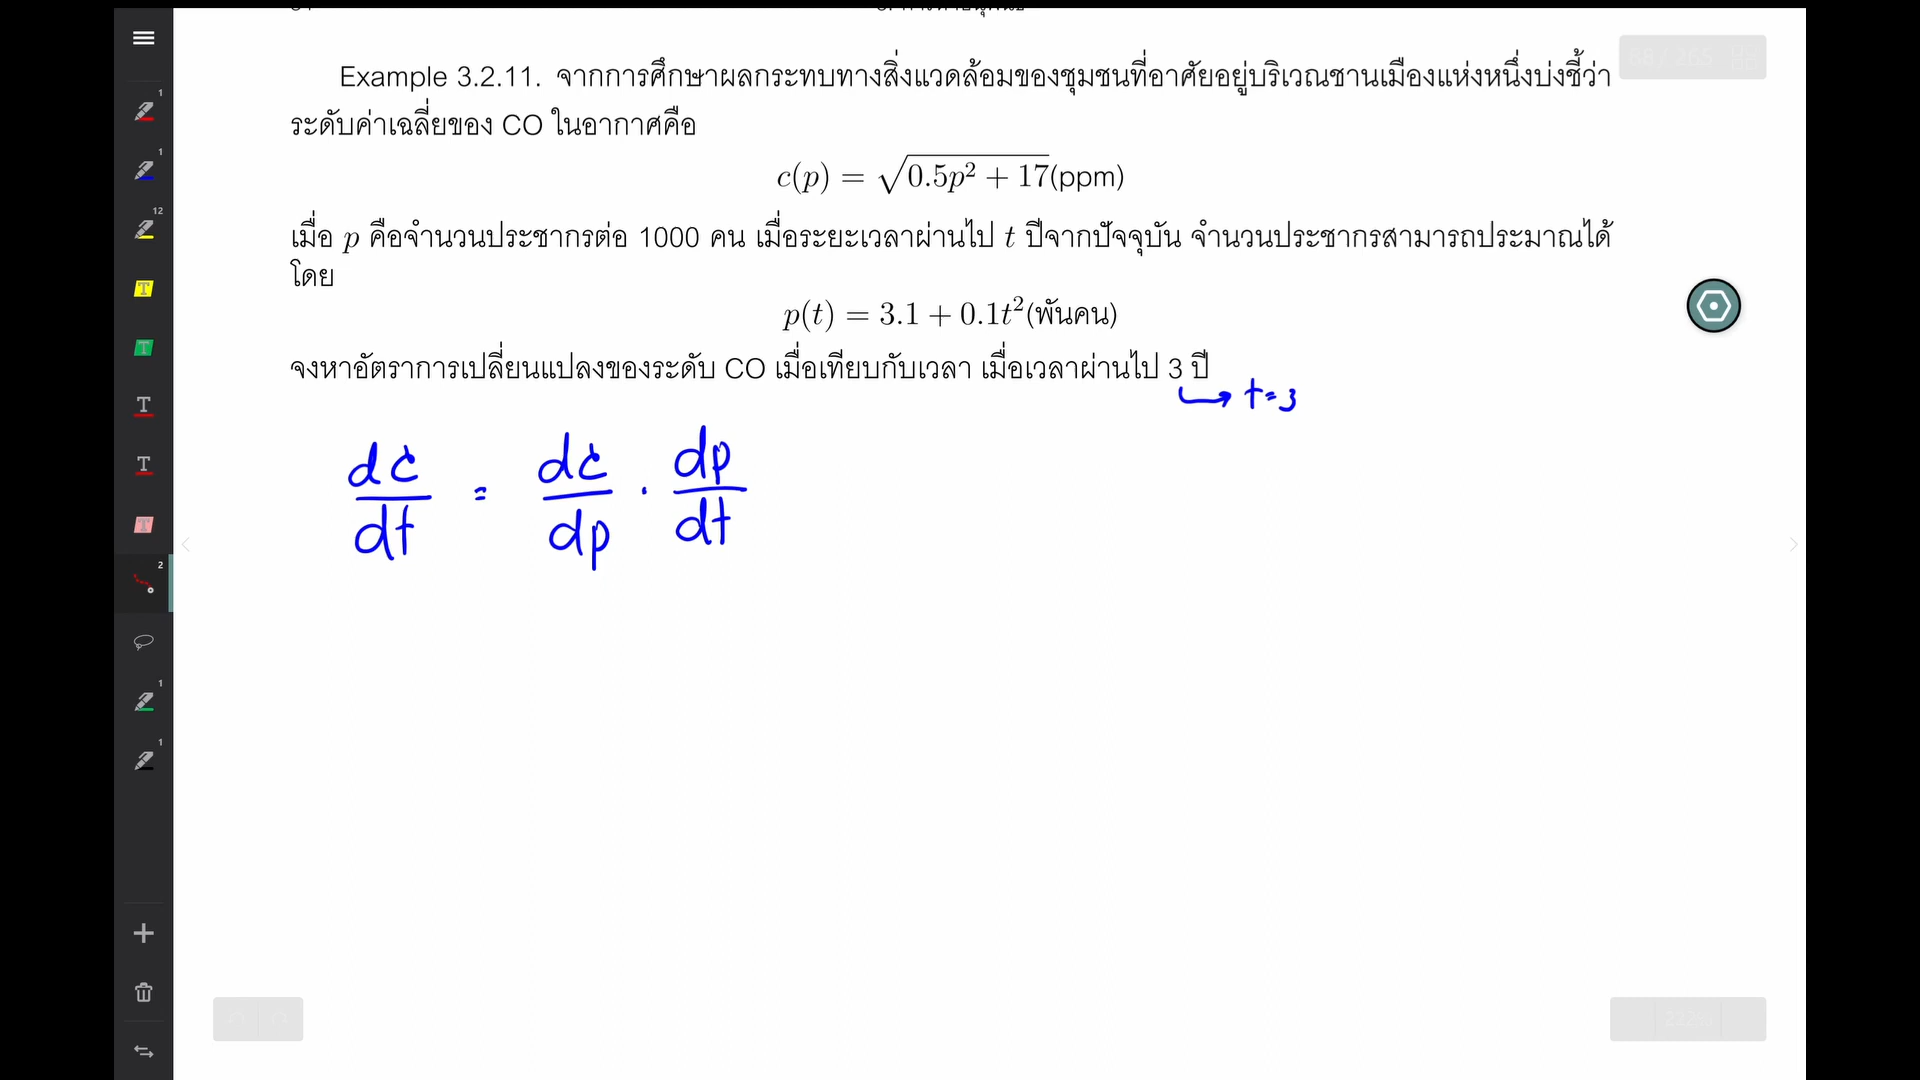 Example 3.2.11. จากการศึกษาผลกระทบทางสิ่งแวดล้อมของชุมชนที่อาศัยอยู่บริเวณชานเมืองแห่งหนึ่งบ่งชี้ว่า
ระดับค่าเฉลี่ยของ CO ในอากาศคือ
c(p) = √(0.5p² + 17)(ppm)
เมื่อ p คือจำนวนประชากรต่อ 1000 คน เมื่อระยะเวลาผ่านไป t ปีจากปัจจุบัน จำนวนประชากรสามารถประมาณได้
โดย
p(t) = 3.1 + 0.1t²(พันคน)
จงหาอัตราการเปลี่ยนแปลงของระดับ CO เมื่อเทียบกับเวลา เมื่อเวลาผ่านไป 3 ปี
↪ t=3
dc/dt = dc/dp · dp/dt